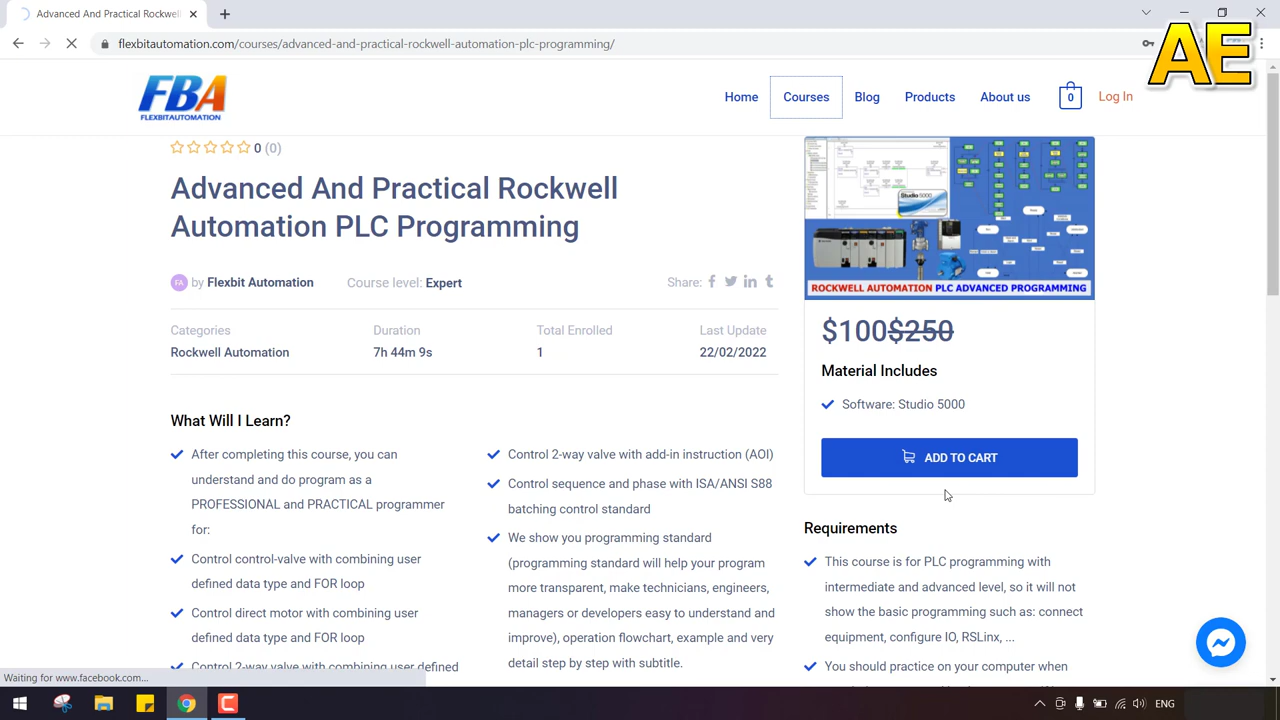 Advanced And Practical Rockwell
flexbitautomation.com/courses/advanced-and-practical-rockwell-automation-plc-programming/
AE
FBA
FLEXBITAUTOMATION
Home
Courses
Blog
Products
About us
0
Log In
0 (0)
Advanced And Practical Rockwell
Automation PLC Programming
FA by Flexbit Automation
Course level: Expert
Share:
Categories
Duration
Total Enrolled
Last Update
Rockwell Automation
7h 44m 9s
1
22/02/2022
What Will I Learn?
After completing this course, you can
understand and do program as a
PROFESSIONAL and PRACTICAL programmer
for:
Control control-valve with combining user
defined data type and FOR loop
Control direct motor with combining user
defined data type and FOR loop
Control 2-way valve with combining user defined
Control 2-way valve with add-in instruction (AOI)
Control sequence and phase with ISA/ANSI S88
batching control standard
We show you programming standard
(programming standard will help your program
more transparent, make technicians, engineers,
managers or developers easy to understand and
improve), operation flowchart, example and very
detail step by step with subtitle.
Studio 5000
ROCKWELL AUTOMATION PLC ADVANCED PROGRAMMING
$100$250
Material Includes
Software: Studio 5000
ADD TO CART
Requirements
This course is for PLC programming with
intermediate and advanced level, so it will not
show the basic programming such as: connect
equipment, configure IO, RSLinx, ...
You should practice on your computer when
Waiting for www.facebook.com...
ENG